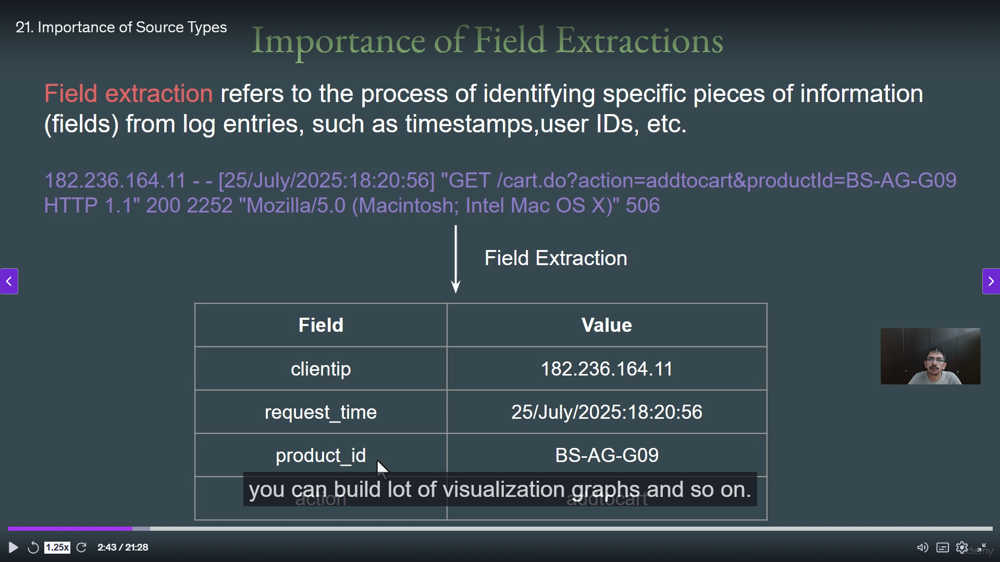 21. Importance of Source Types
Importance of Field Extractions
Field extraction refers to the process of identifying specific pieces of information
(fields) from log entries, such as timestamps,user IDs, etc.
182.236.164.11 - - [25/July/2025:18:20:56] "GET /cart.do?action=addtocart&productId=BS-AG-G09
HTTP 1.1" 200 2252 "Mozilla/5.0 (Macintosh; Intel Mac OS X)" 506
Field Extraction
Field Value
clientip 182.236.164.11
request_time 25/July/2025:18:20:56
product_id BS-AG-G09
you can build lot of visualization graphs and so on.
action addtocart
1.25x 2:43 / 21:28
udemy